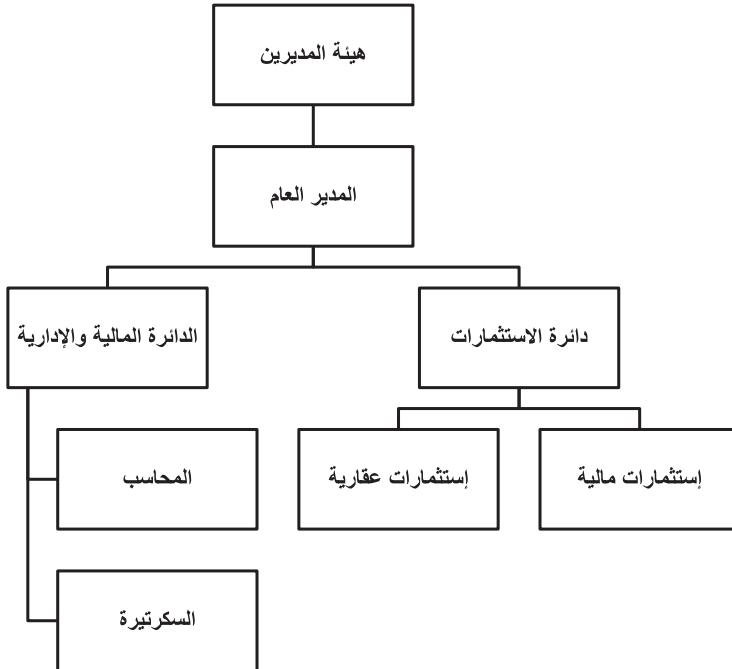 هيئة المديرين
المدير العام
دائرة الاستثمارات
الدائرة المالية والإدارية
إستثمارات مالية
إستثمارات عقارية
المحاسب
السكرتيرة